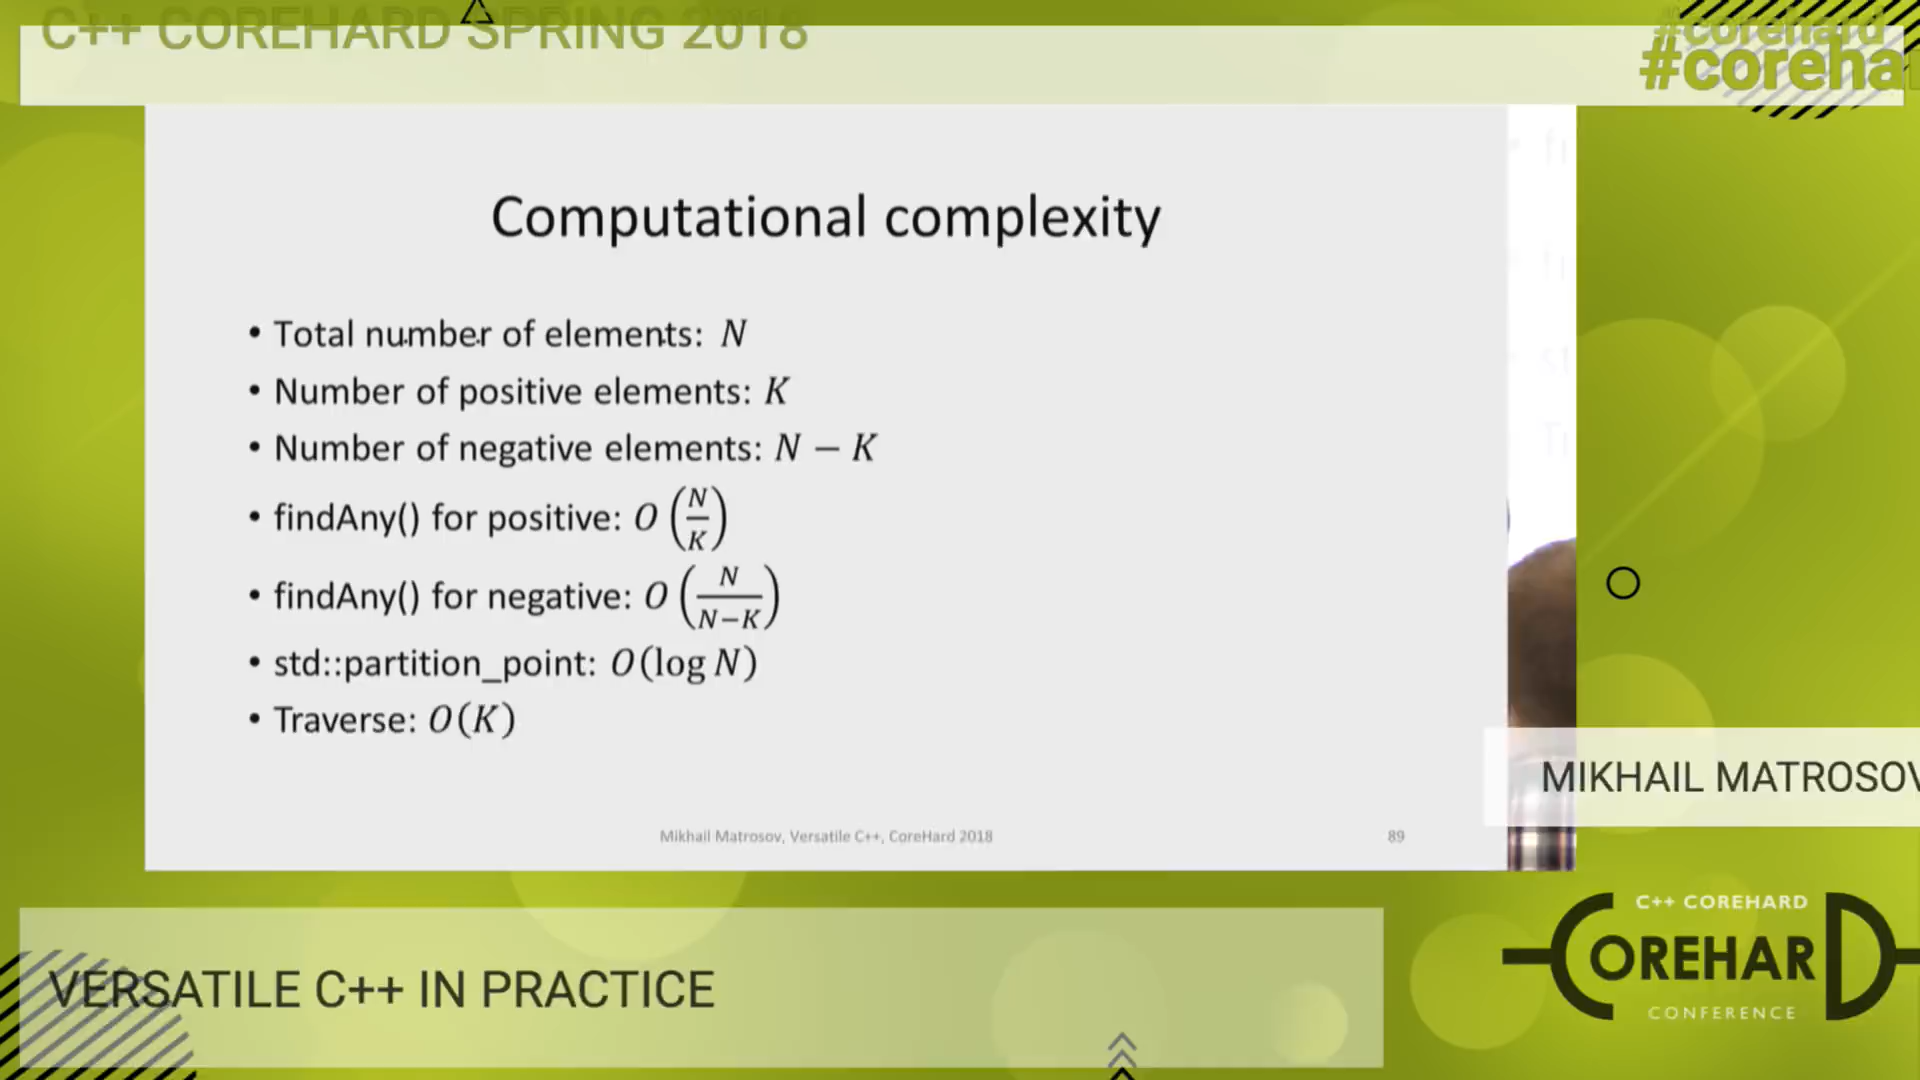 C++ COREHARD SPRING 2018
#corehard
#coreha
Computational complexity
• Total number of elements: N
• Number of positive elements: K
• Number of negative elements: N − K
• findAny() for positive: O(N/K)
• findAny() for negative: O(N/(N−K))
• std::partition_point: O(log N)
• Traverse: O(K)
Mikhail Matrosov, Versatile C++, CoreHard 2018
89
MIKHAIL MATROSOV
VERSATILE C++ IN PRACTICE
C++ COREHARD
COREHARD
CONFERENCE